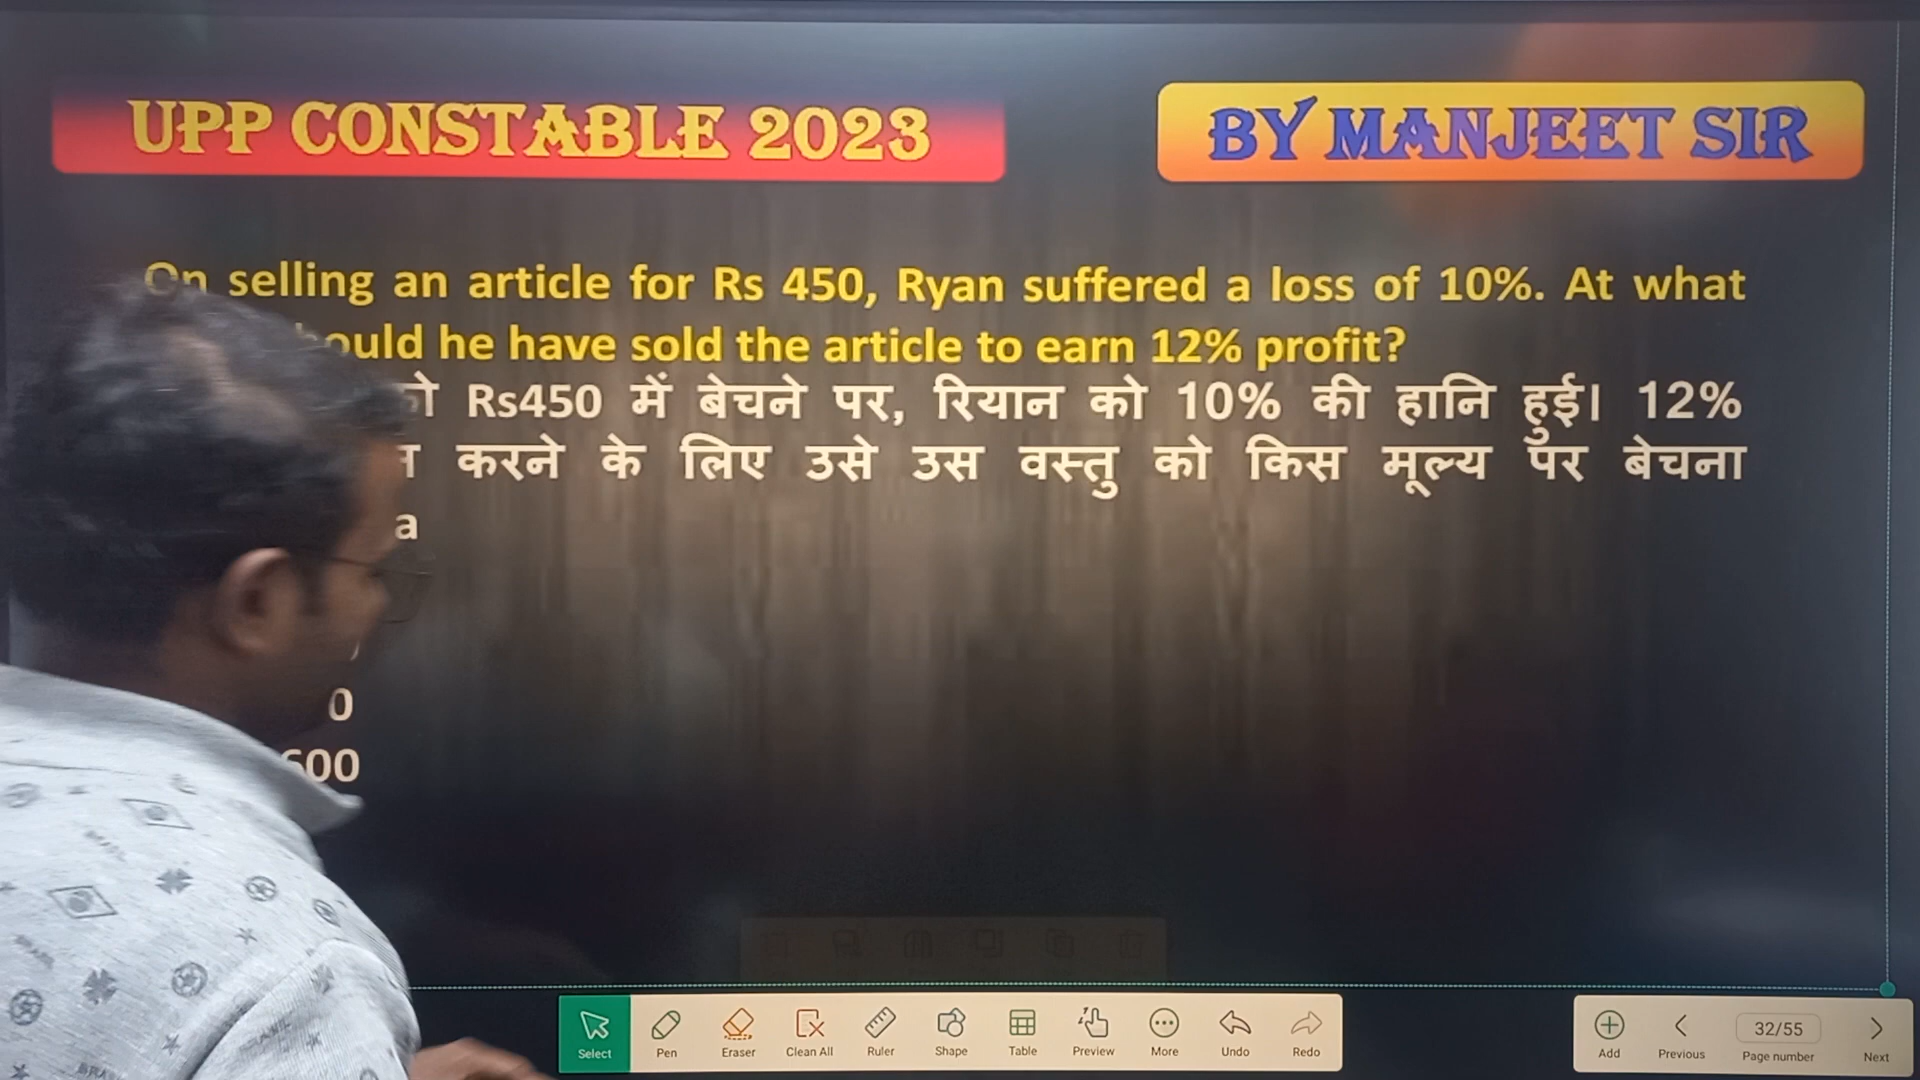 UPP CONSTABLE 2023
BY MANJEET SIR
On selling an article for Rs 450, Ryan suffered a loss of 10%. At what
he have sold the article to earn 12% profit?
Rs450 में बेचने पर, रियान को 10% की हानि हुई। 12%
करने के लिए उसे उस वस्तु को किस मूल्य पर बेचना
Select
Pen
Eraser
Clean All
Ruler
Shape
Table
Preview
More
Undo
Redo
Add
Previous
32/55
Page number
Next